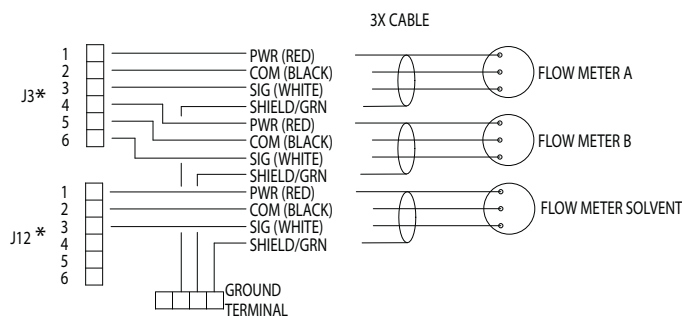 3X CABLE
J3*
1
2
3
4
5
6
PWR (RED)
COM (BLACK)
SIG (WHITE)
SHIELD/GRN
PWR (RED)
COM (BLACK)
SIG (WHITE)
SHIELD/GRN
FLOW METER A
FLOW METER B
J12 *
1
2
3
4
5
6
PWR (RED)
COM (BLACK)
SIG (WHITE)
SHIELD/GRN
FLOW METER SOLVENT
GROUND
TERMINAL